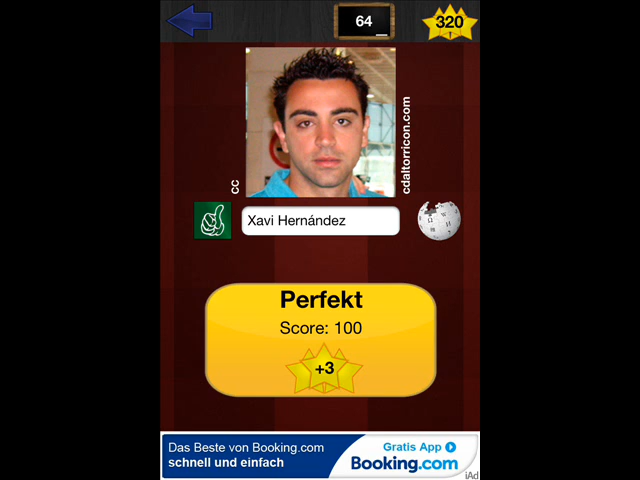 64
320
CC
cdaltorricon.com
Xavi Hernández
Perfekt
Score: 100
+3
Das Beste von Booking.com
schnell und einfach
Gratis App
Booking.com
iAd